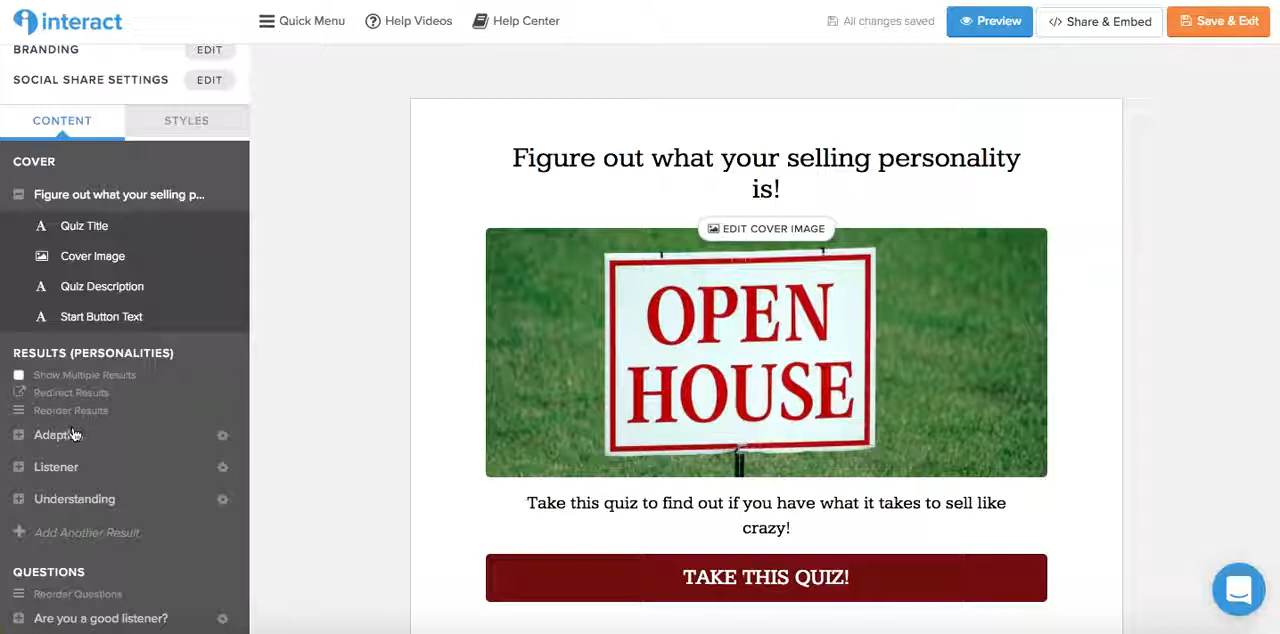 interact
Quick Menu
Help Videos
Help Center
All changes saved
Preview
</> Share & Embed
Save & Exit
BRANDING
EDIT
SOCIAL SHARE SETTINGS
EDIT
CONTENT
STYLES
COVER
Figure out what your selling p...
A Quiz Title
Cover Image
A Quiz Description
A Start Button Text
RESULTS (PERSONALITIES)
Show Multiple Results
Redirect Results
Reorder Results
Listener
Understanding
Add Another Result
QUESTIONS
Reorder Questions
Are you a good listener?
Figure out what your selling personality
is!
EDIT COVER IMAGE
OPEN
HOUSE
Take this quiz to find out if you have what it takes to sell like
crazy!
TAKE THIS QUIZ!